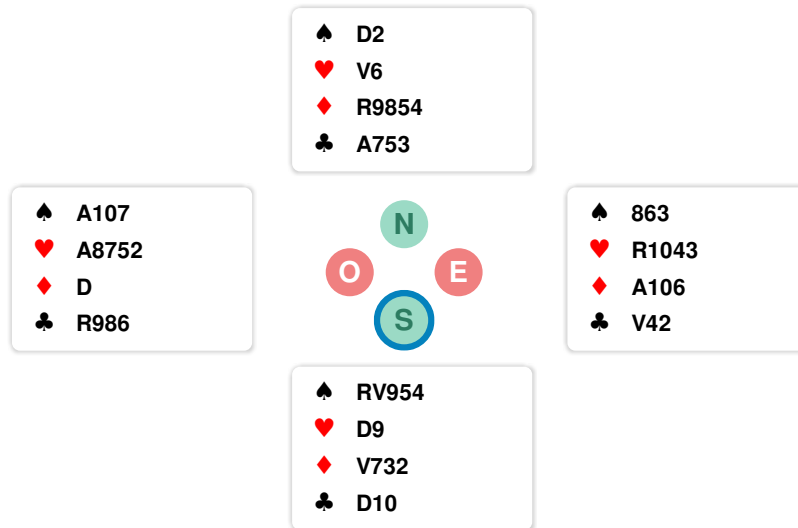 ♠ D2
♥ V6
♦ R9854
♣ A753
♠ A107
♥ A8752
♦ D
♣ R986
N
O E
S
♠ 863
♥ R1043
♦ A106
♣ V42
♠ RV954
♥ D9
♦ V732
♣ D10